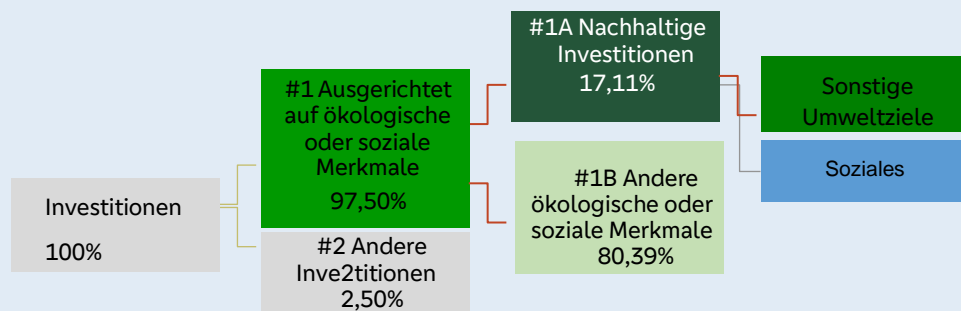 Investitionen
100%
#1 Ausgerichtet
auf ökologische
oder soziale
Merkmale
97,50%
#2 Andere
Inve2titionen
2,50%
#1A Nachhaltige
Investitionen
17,11%
#1B Andere
ökologische oder
soziale Merkmale
80,39%
Sonstige
Umweltziele
Soziales